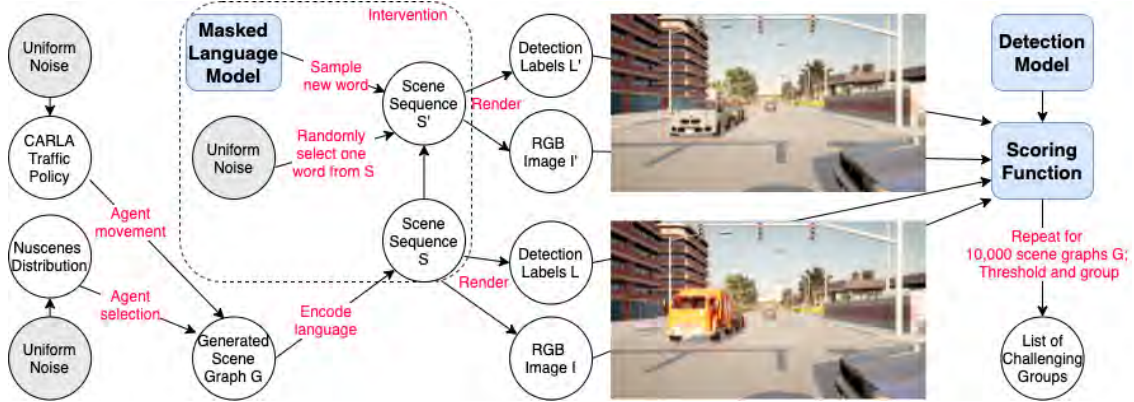 Uniform
Noise
CARLA
Traffic
Policy
Nuscenes
Distribution
Uniform
Noise
Agent
movement
Agent
selection
Generated
Scene
Graph G
Encode
language
Intervention
Masked
Language
Model
Sample
new word
Uniform
Noise
Randomly
select one
word from S
Scene
Sequence
S'
Scene
Sequence
S
Render
Render
Detection
Labels L'
RGB
Image I'
Detection
Labels L
RGB
Image I
Detection
Model
Scoring
Function
Repeat for
10,000 scene graphs G;
Threshold and group
List of
Challenging
Groups